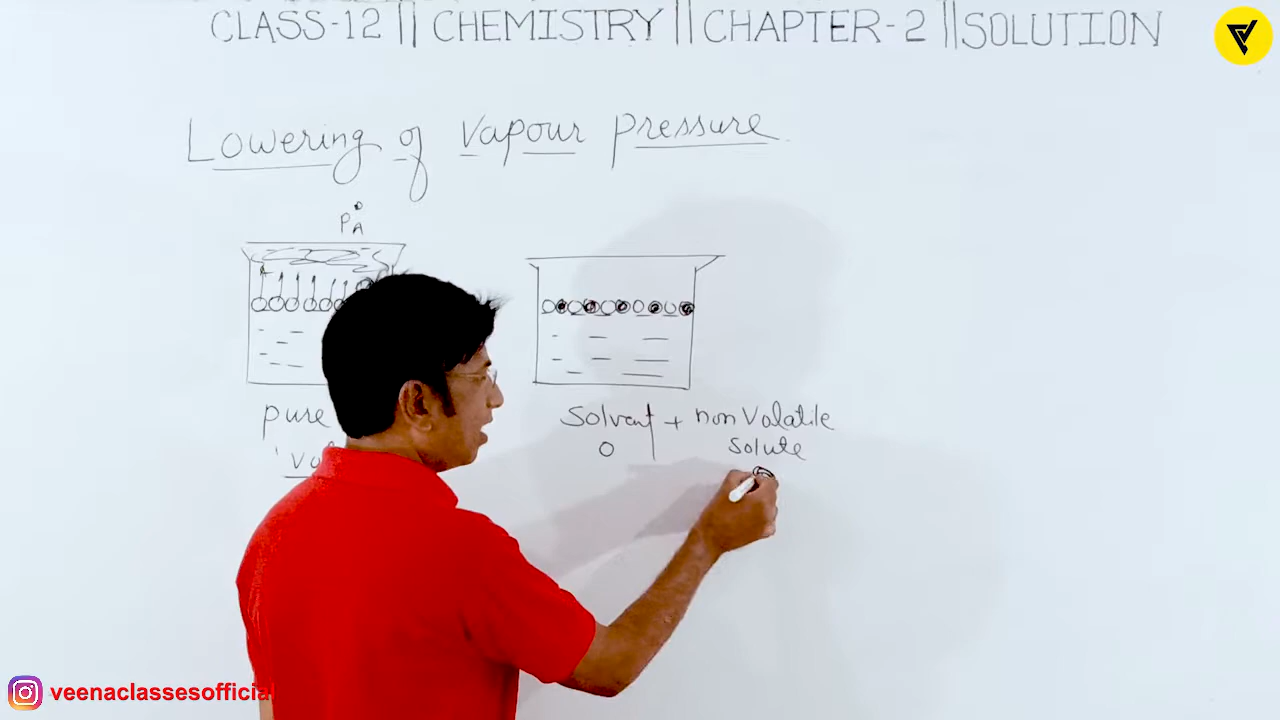 CLASS-12 || CHEMISTRY || CHAPTER-2 || SOLUTION
Lowering of vapour pressure
P°A
pure
Solvent + non Volatile
O Solute
veenaclassesofficial